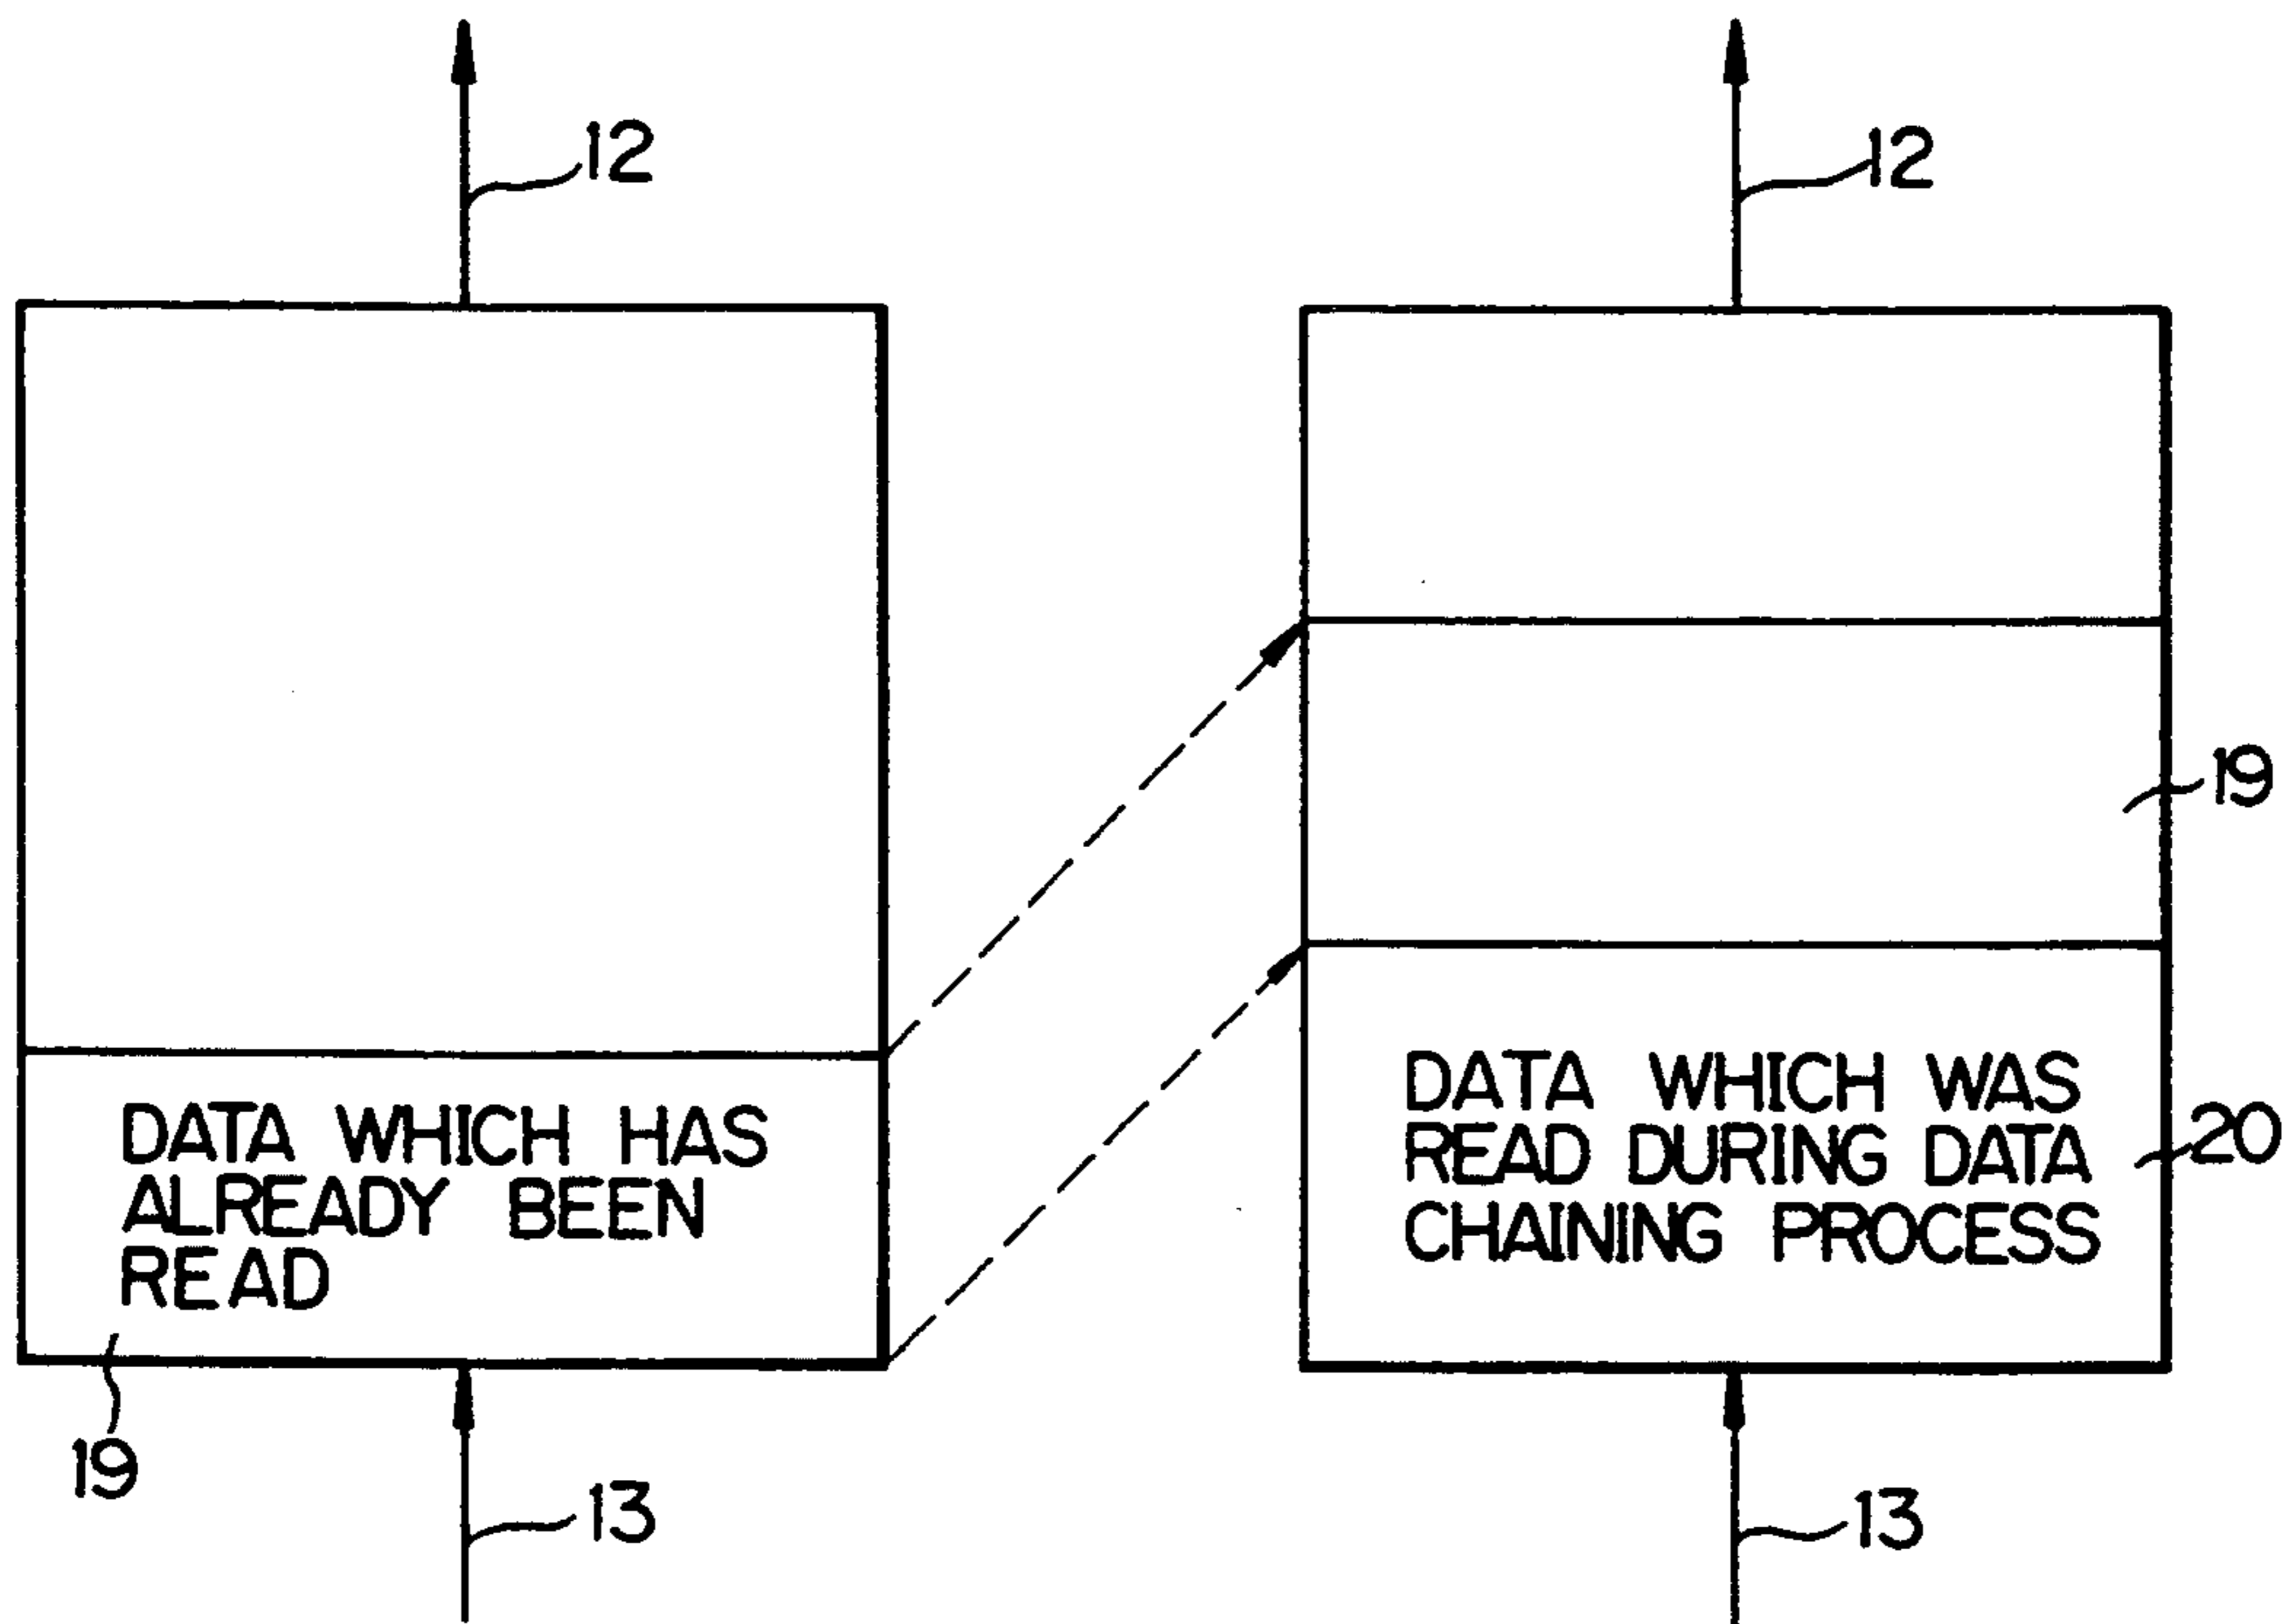 12
12
19
DATA WHICH HAS
ALREADY BEEN
READ
DATA WHICH WAS
READ DURING DATA
CHAINING PROCESS
20
19
13
13